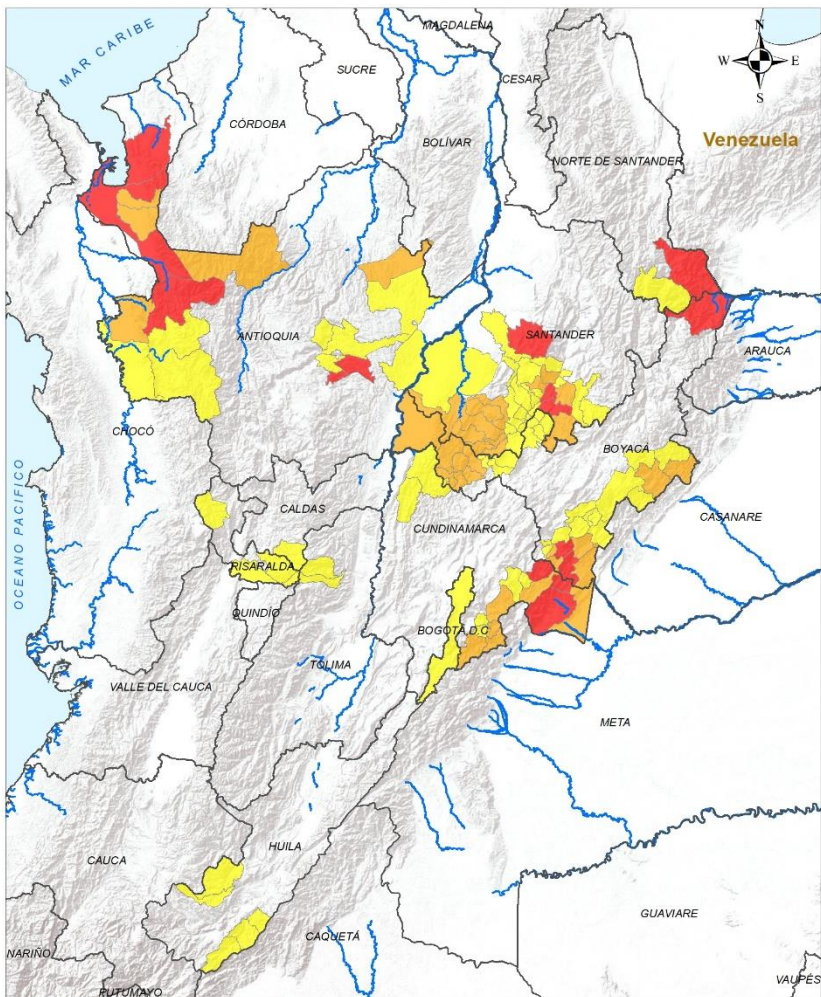 MAGDALENA
N
MAR CARIBE
SUCRE
CESAR
W
E
S
CÓRDOBA
BOLÍVAR
Venezuela
NORTE DE SANTANDER
ANTIOQUIA
SANTANDER
ARAUCA
CHOCÓ
BOYACÁ
CALDAS
CASANARE
CUNDINAMARCA
OCEANO PACIFICO
RISARALDA
QUINDÍO
BOGOTÁ D.C
TOLIMA
VALLE DEL CAUCA
META
HUILA
CAUCA
GUAVIARE
CAQUETÁ
NARIÑO
PUTUMAYO
VAUPÉS